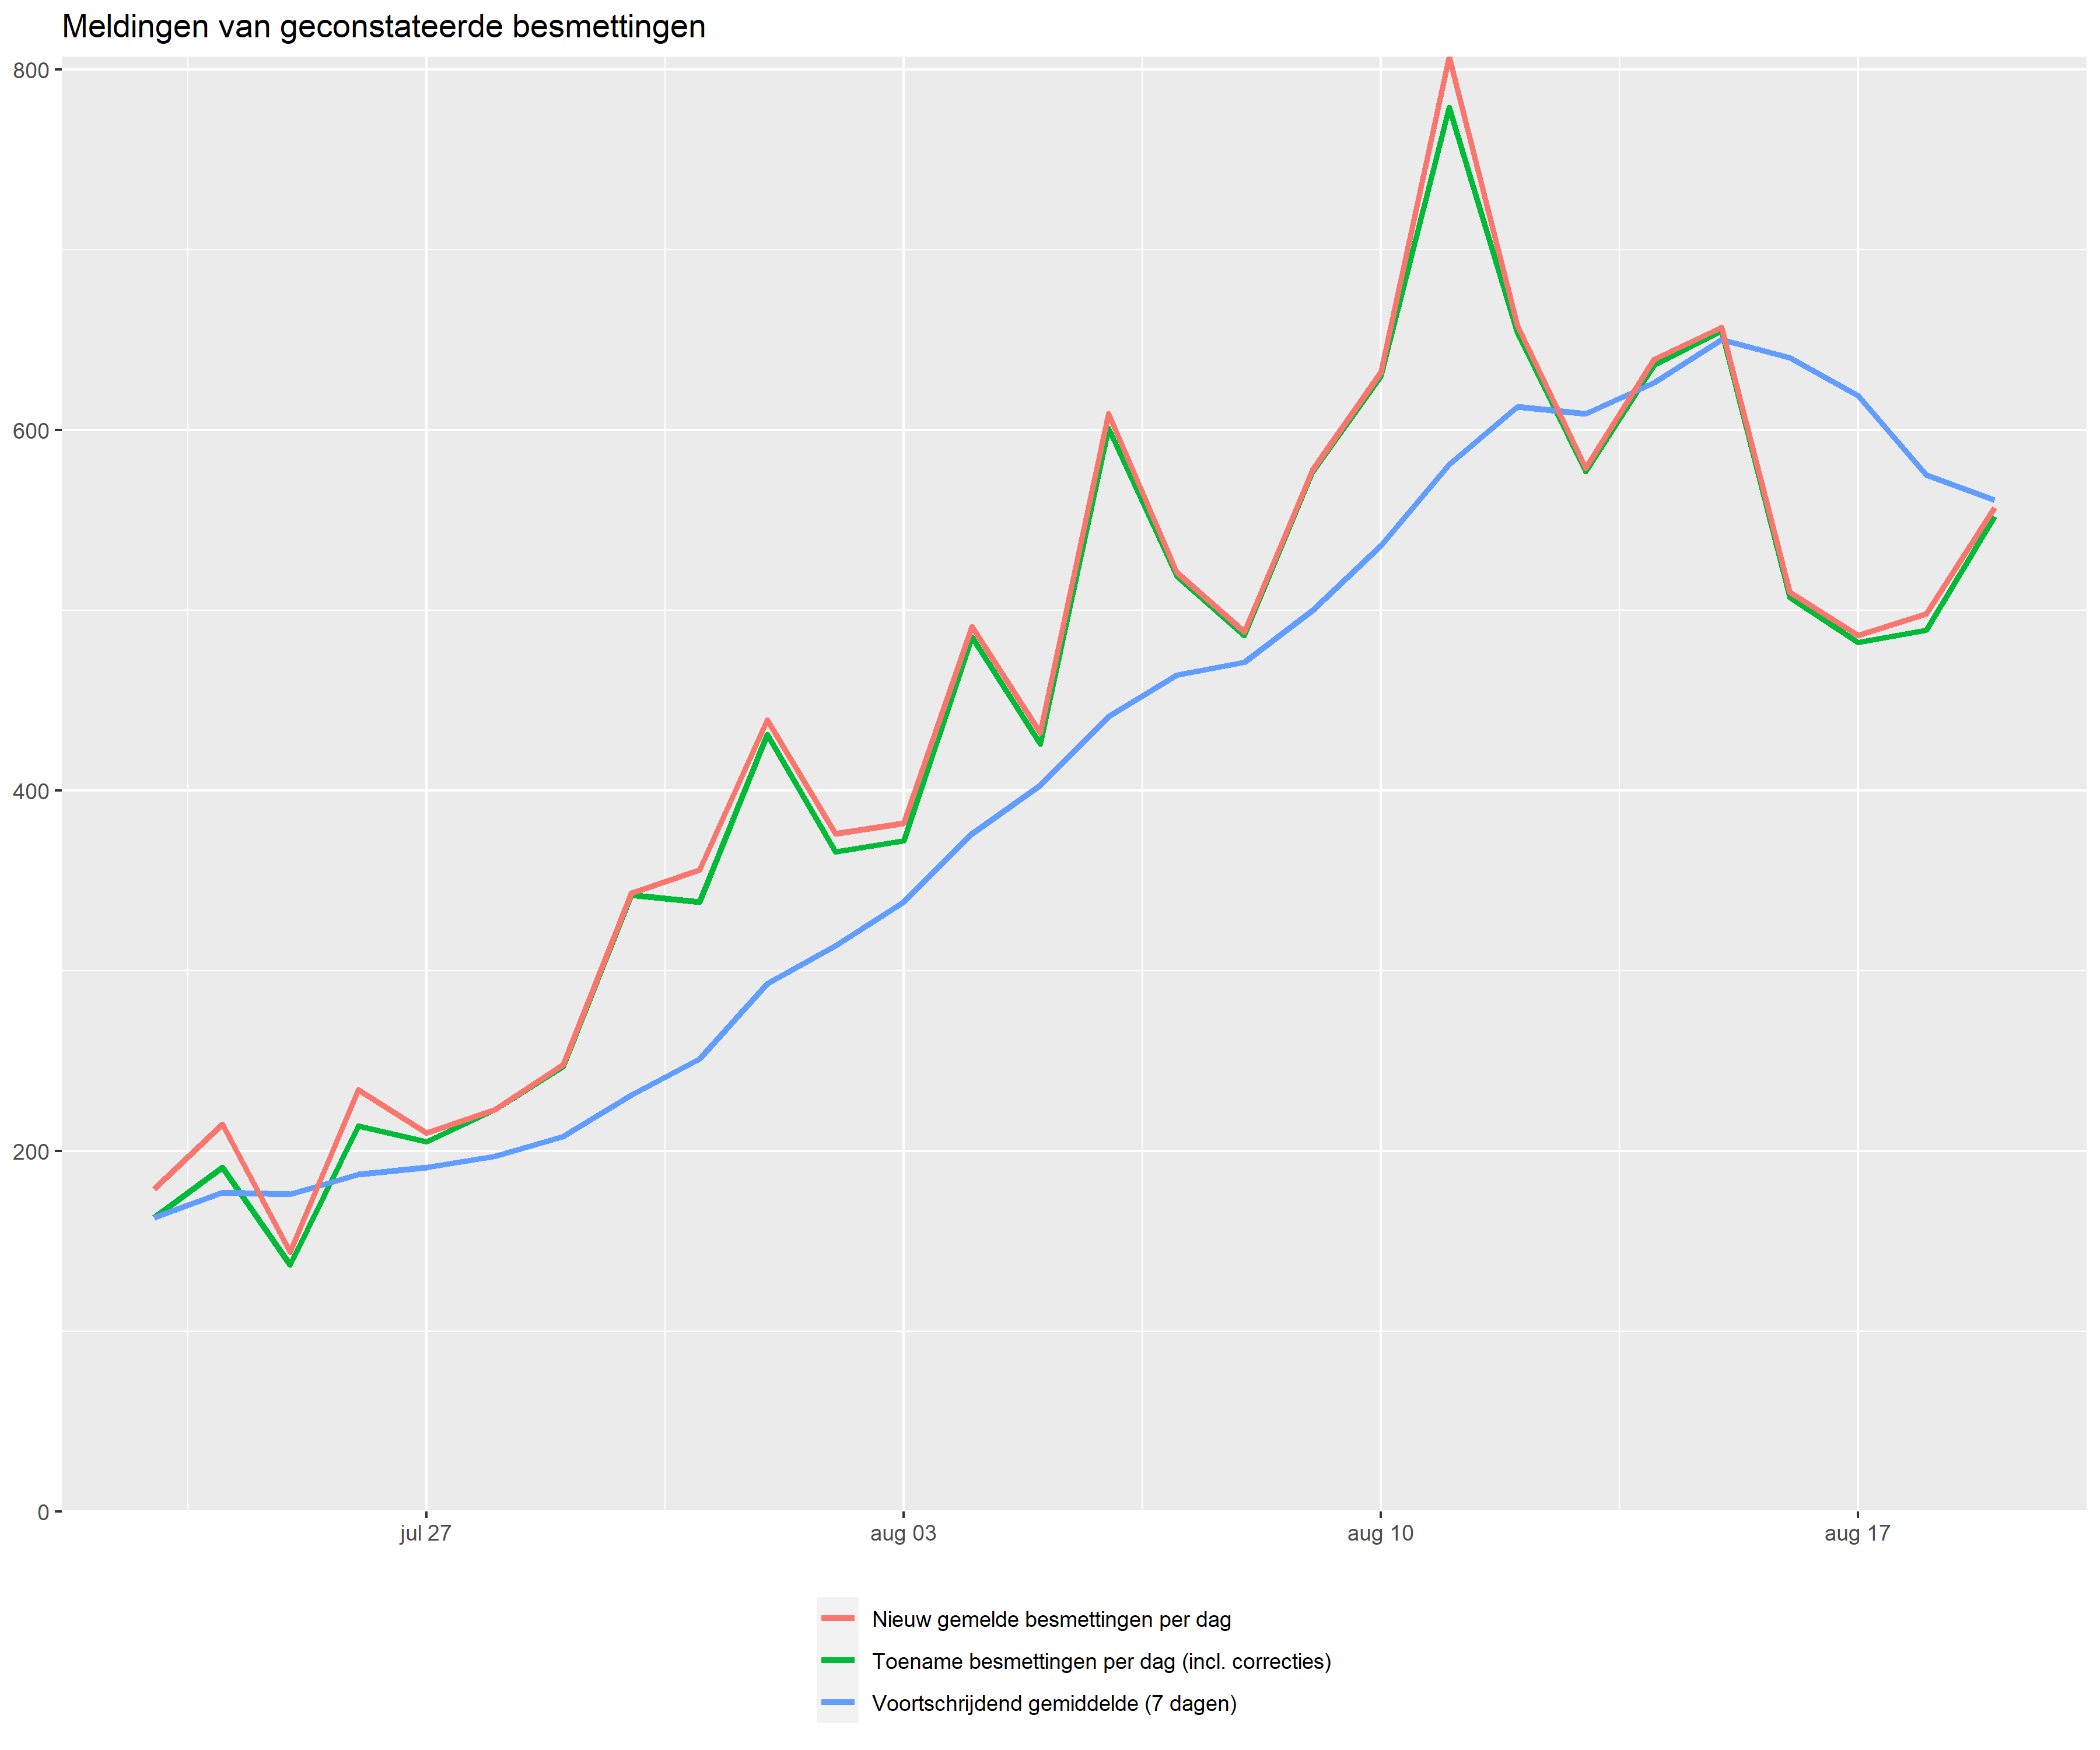 Meldingen van geconstateerde besmettingen
800
600
400
200
0
jul 27 aug 03 aug 10 aug 17
Nieuw gemelde besmettingen per dag
Toename besmettingen per dag (incl. correcties)
Voortschrijdend gemiddelde (7 dagen)